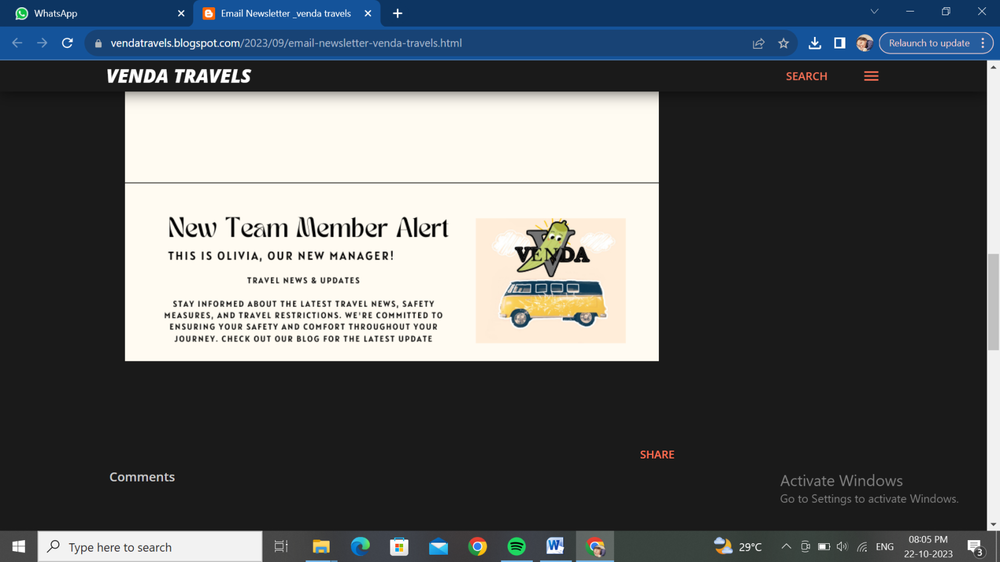 WhatsApp
Email Newsletter _venda travels
vendatravels.blogspot.com/2023/09/email-newsletter-venda-travels.html
Relaunch to update
VENDA TRAVELS
SEARCH
New Team Member Alert
THIS IS OLIVIA, OUR NEW MANAGER!
TRAVEL NEWS & UPDATES
STAY INFORMED ABOUT THE LATEST TRAVEL NEWS, SAFETY
MEASURES, AND TRAVEL RESTRICTIONS. WE'RE COMMITTED TO
ENSURING YOUR SAFETY AND COMFORT THROUGHOUT YOUR
JOURNEY. CHECK OUT OUR BLOG FOR THE LATEST UPDATE
V
VENDA
SHARE
Comments
Activate Windows
Go to Settings to activate Windows.
Type here to search
29°C
ENG
08:05 PM
22-10-2023
3